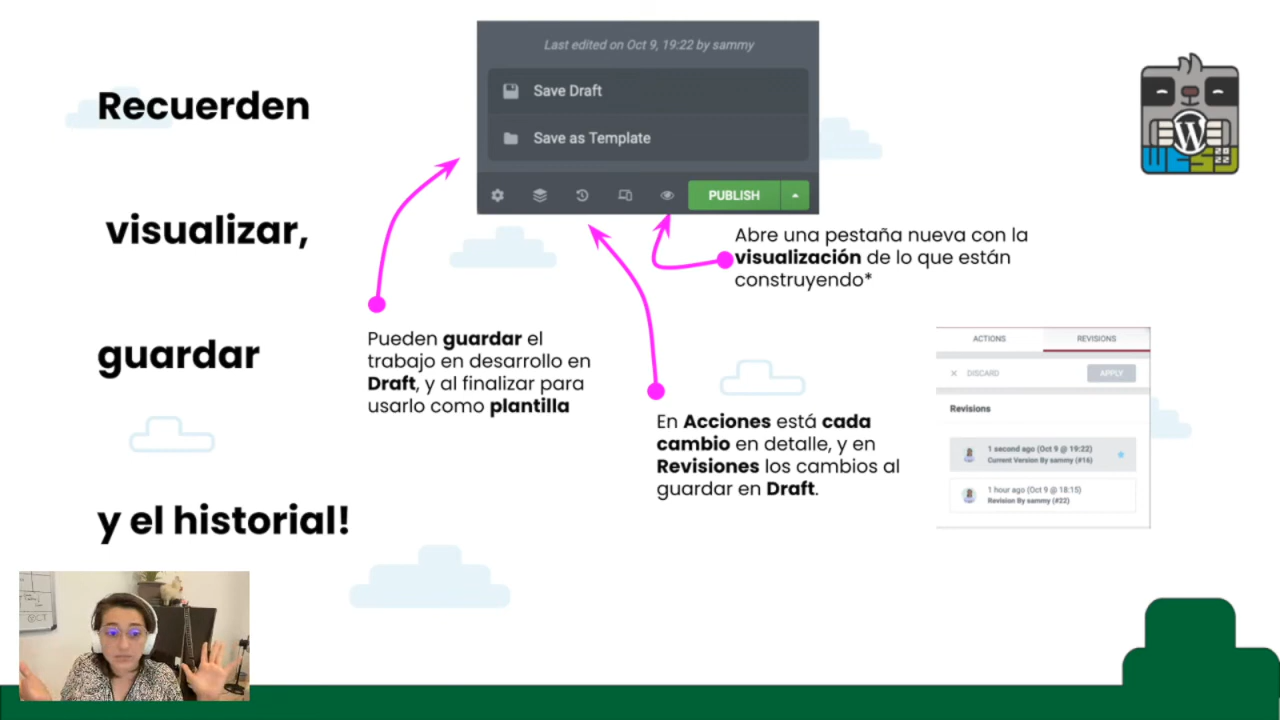 Recuerden
visualizar,
guardar
y el historial!
Last edited on Oct 9, 19:22 by sammy
Save Draft
Save as Template
PUBLISH
Abre una pestaña nueva con la
visualización de lo que están
construyendo*
Pueden guardar el
trabajo en desarrollo en
Draft, y al finalizar para
usarlo como plantilla
En Acciones está cada
cambio en detalle, y en
Revisiones los cambios al
guardar en Draft.
ACTIONS
REVISIONS
DISCARD
APPLY
Revisions
1 second ago (Oct 9 @ 19:22)
Current Version By sammy (#16)
1 hour ago (Oct 9 @ 18:15)
Revision By sammy (#22)